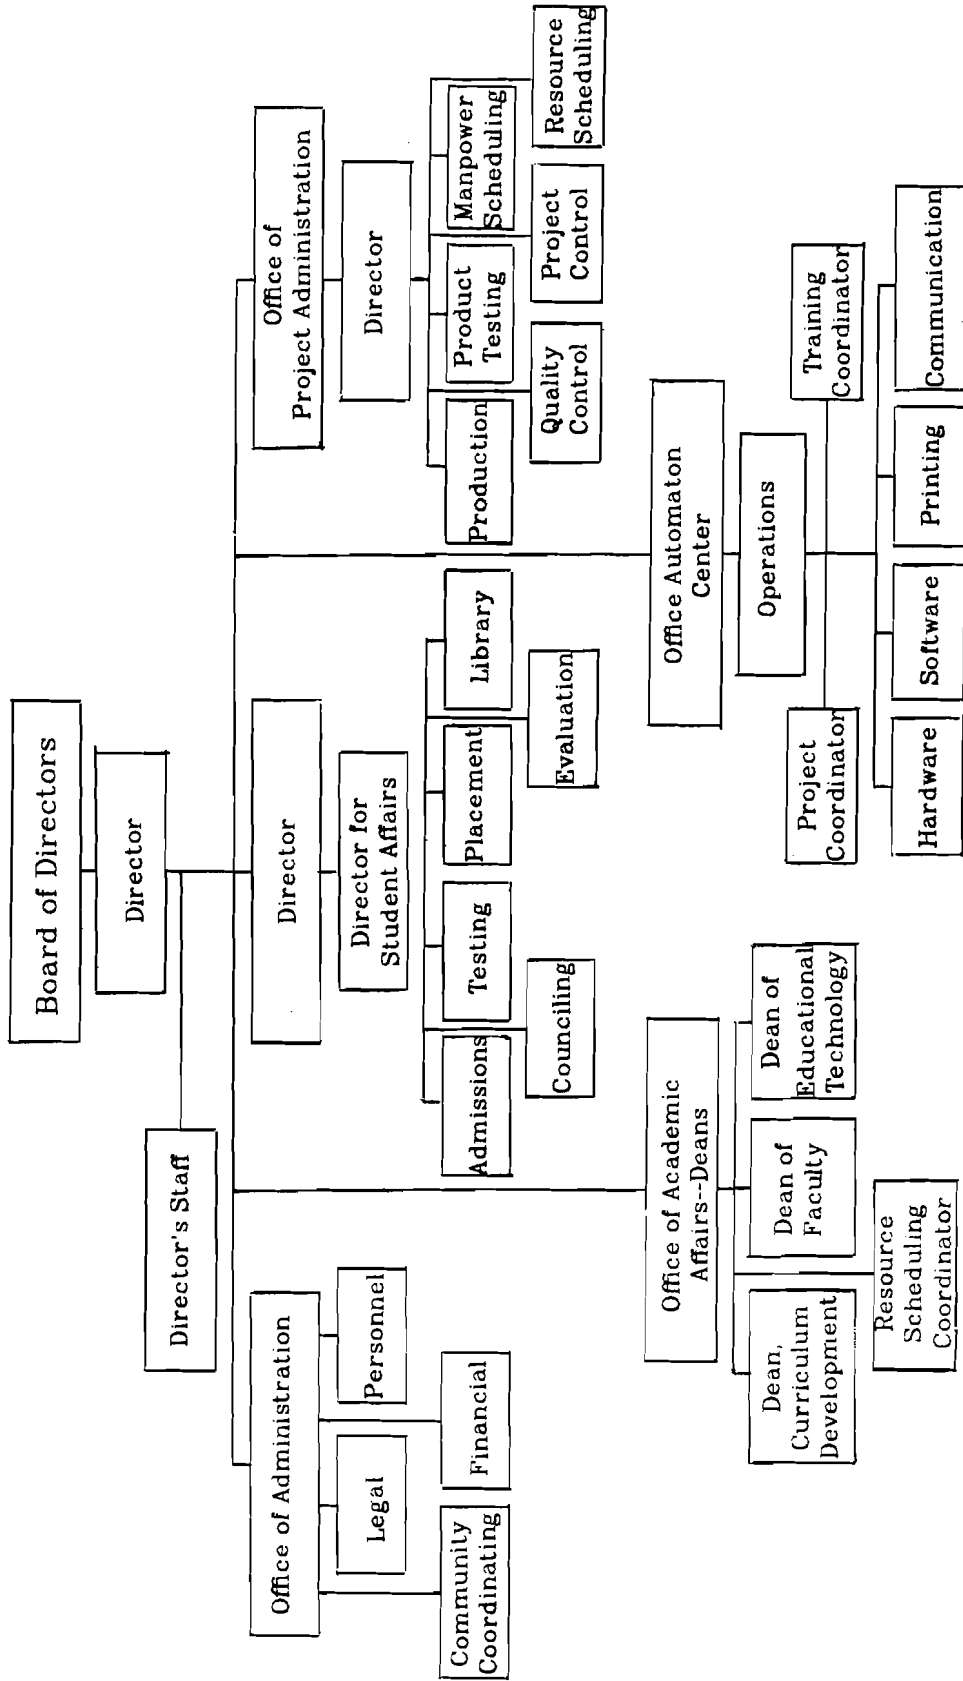 Board of Directors
Director
Director's Staff
Office of Administration
Legal
Personnel
Community
Coordinating
Financial
Director
Director for
Student Affairs
Admissions
Testing
Placement
Library
Counciling
Evaluation
Office of
Project Administration
Director
Production
Product
Testing
Manpower
Scheduling
Quality
Control
Project
Control
Resource
Scheduling
Office of Academic
Affairs--Deans
Dean,
Curriculum
Development
Dean of
Faculty
Dean of
Educational
Technology
Resource
Scheduling
Coordinator
Office Automaton
Center
Operations
Project
Coordinator
Training
Coordinator
Hardware
Software
Printing
Communication